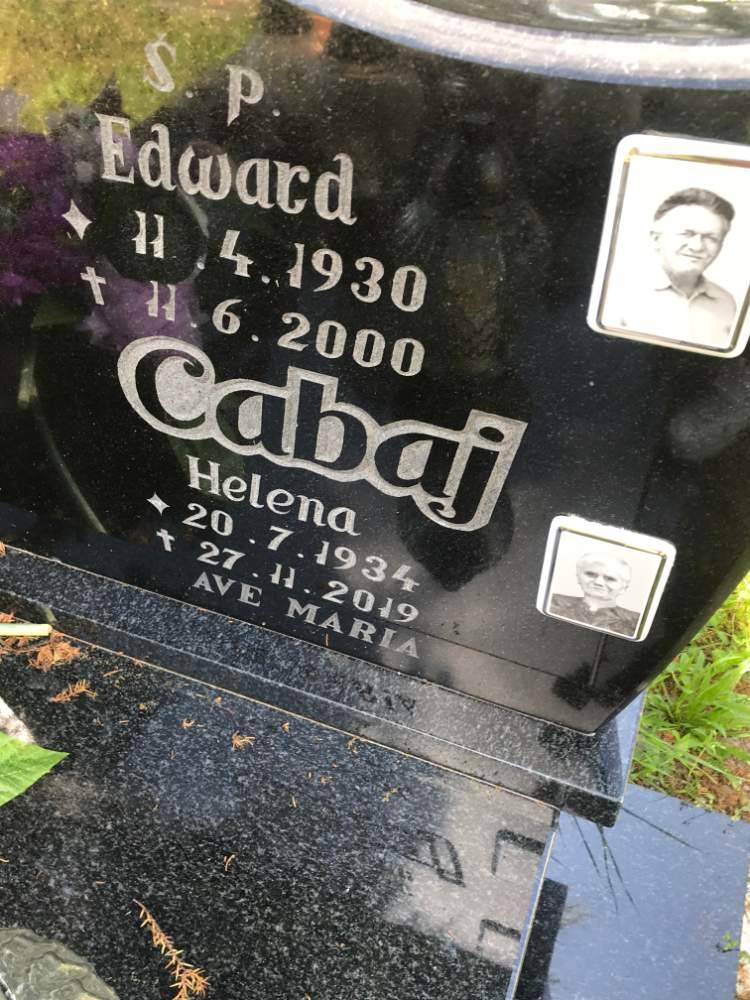 Ś. P.
Edward
11.4.1930
† 11.6.2000
Cabaj
Helena
20.7.1934
† 27.11.2019
AVE MARIA